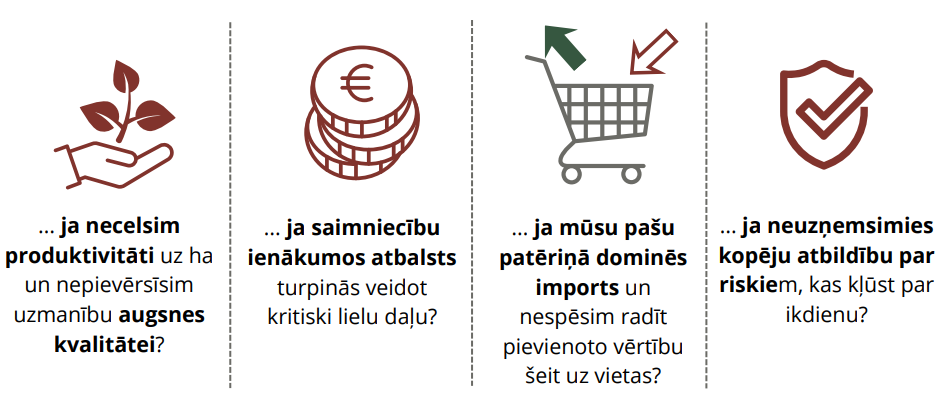 €
... ja necelsim
produktivitāti uz ha
un nepievērsīsim
uzmanību augsnes
kvalitātei?
... ja saimniecību
ienākumos atbalsts
turpinās veidot
kritiski lielu daļu?
... ja mūsu pašu
patēriņā dominēs
imports un
nespēsim radīt
pievienoto vērtību
šeit uz vietas?
... ja neuzņemsimies
kopēju atbildību par
riskiem, kas kļūst par
ikdienu?